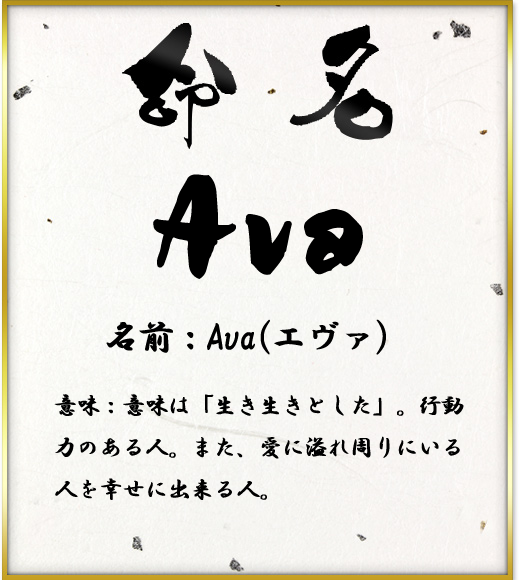 命名
Ava
名前：Ava(エヴァ)
意味：意味は「生き生きとした」。行動
力のある人。また、愛に溢れ周りにいる
人を幸せに出来る人。